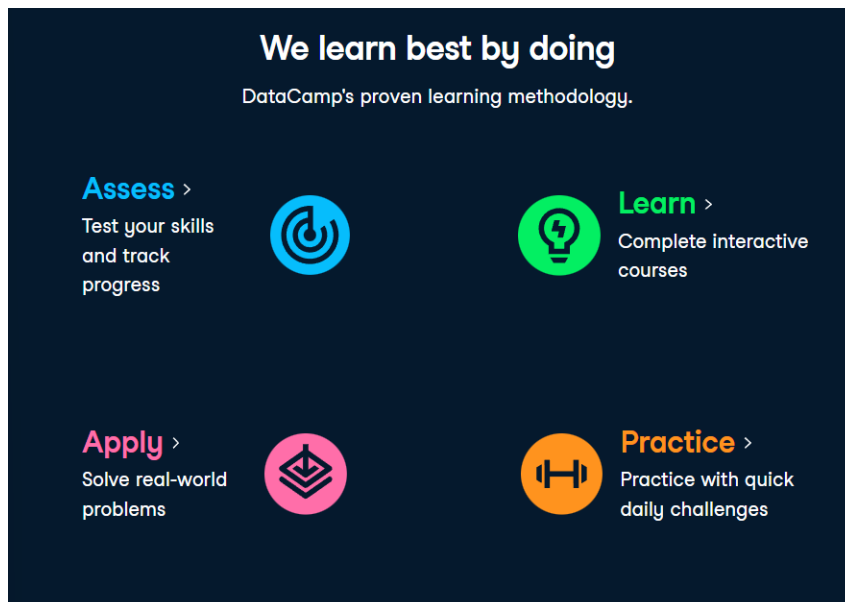 We learn best by doing
DataCamp's proven learning methodology.
Assess >
Test your skills
and track
progress
Learn >
Complete interactive
courses
Apply >
Solve real-world
problems
Practice >
Practice with quick
daily challenges